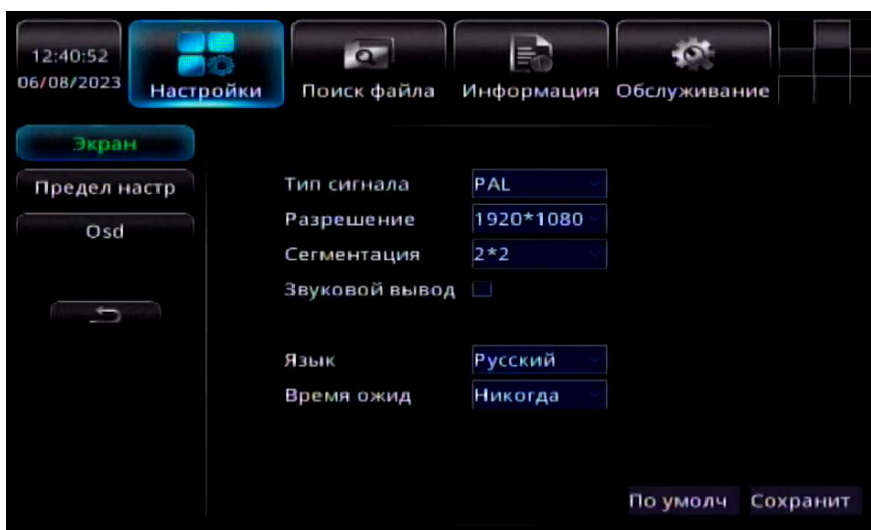 12:40:52
06/08/2023
Настройки
Поиск файла
Информация
Обслуживание
Экран
Предел настр
Osd
Тип сигнала PAL
Разрешение 1920*1080
Сегментация 2*2
Звуковой вывод
Язык Русский
Время ожид Никогда
По умолч Сохранит